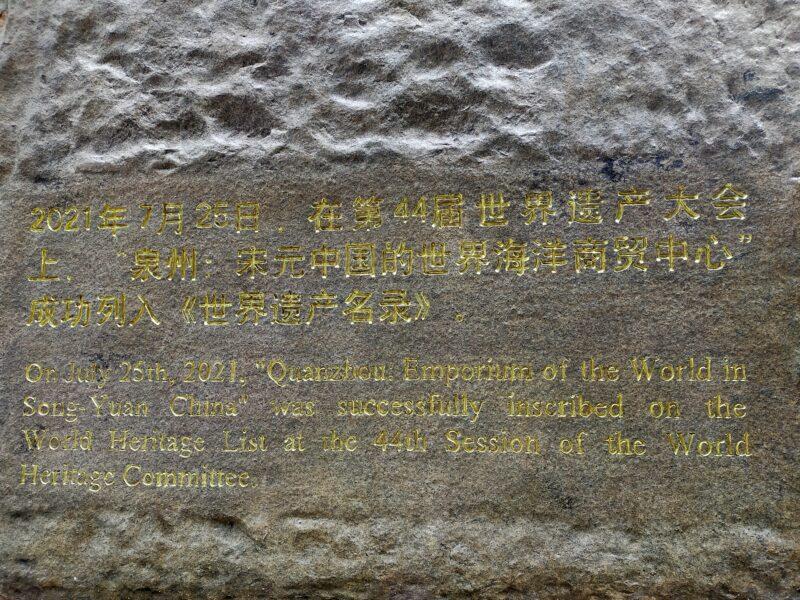 2021年7月25日，在第44届世界遗产大会
上，“泉州：宋元中国的世界海洋商贸中心”
成功列入《世界遗产名录》。
On July 25th, 2021, "Quanzhou: Emporium of the World in
Song-Yuan China" was successfully inscribed on the
World Heritage List at the 44th Session of the World
Heritage Committee.